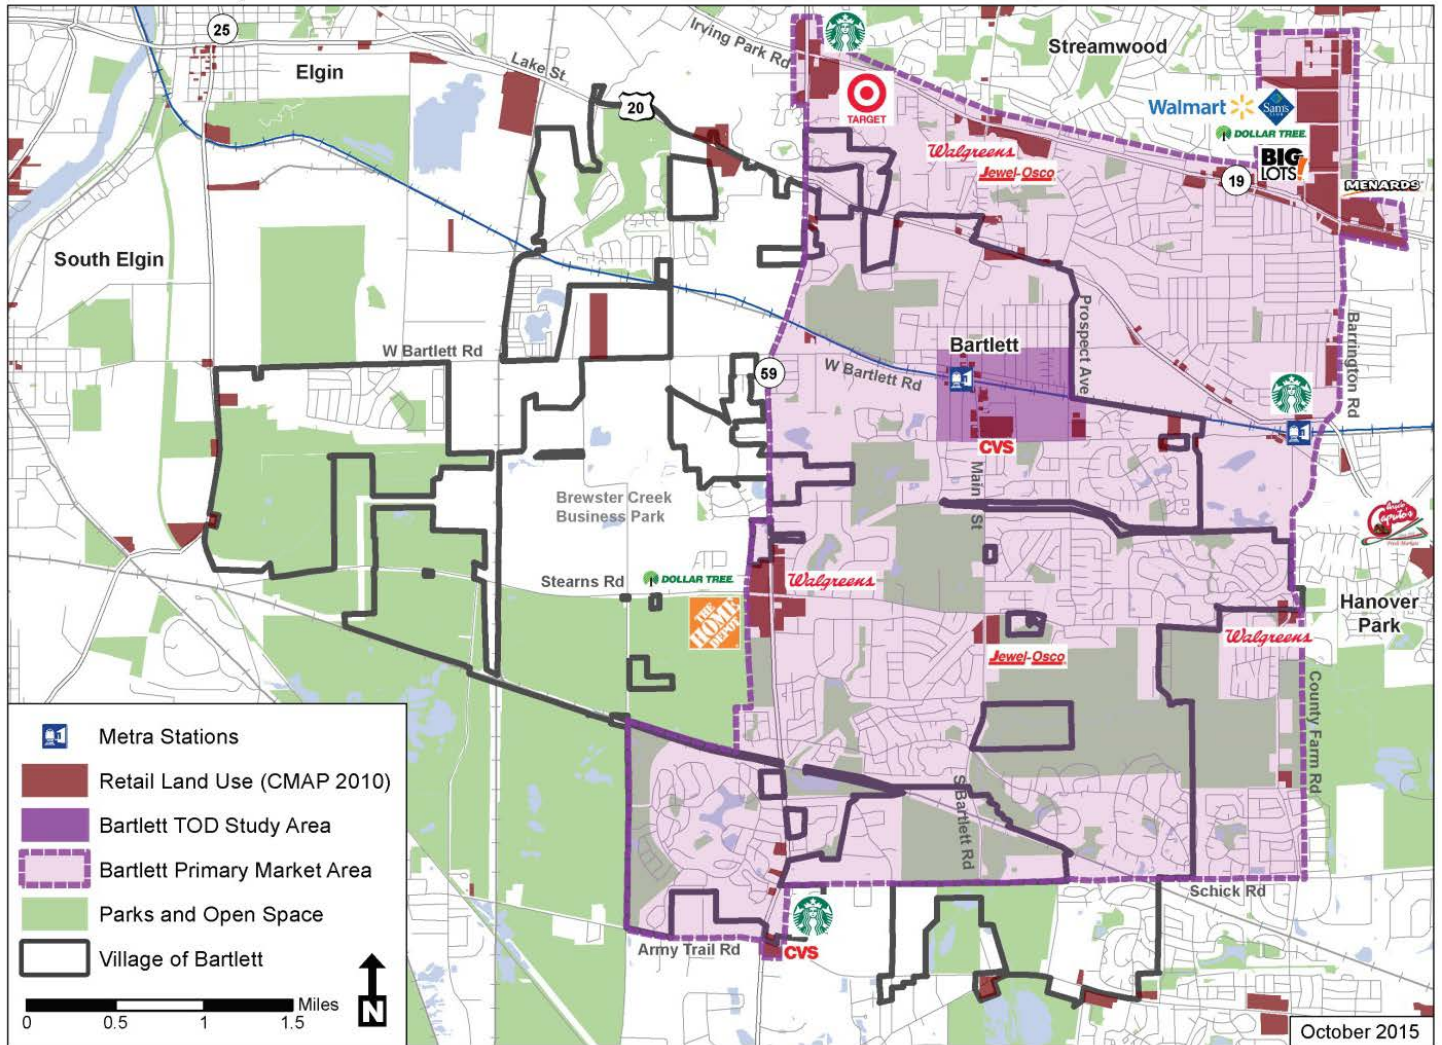 25
Elgin
Lake St
20
Irving Park Rd
Streamwood
TARGET
Walmart
Sam's
CLUB
DOLLAR TREE
BIG
LOTS!
Walgreens
Jewel-Osco
19
MENARDS
South Elgin
W Bartlett Rd
59
Bartlett
W Bartlett Rd
Prospect Ave
Barrington Rd
CVS
Main St
Brewster Creek
Business Park
Caputo's
Stearns Rd
DOLLAR TREE
THE
HOME
DEPOT
Walgreens
Jewel-Osco
Walgreens
Hanover
Park
County Farm Rd
S Bartlett Rd
Schick Rd
Army Trail Rd
CVS
Metra Stations
Retail Land Use (CMAP 2010)
Bartlett TOD Study Area
Bartlett Primary Market Area
Parks and Open Space
Village of Bartlett
Miles
0 0.5 1 1.5
N
October 2015